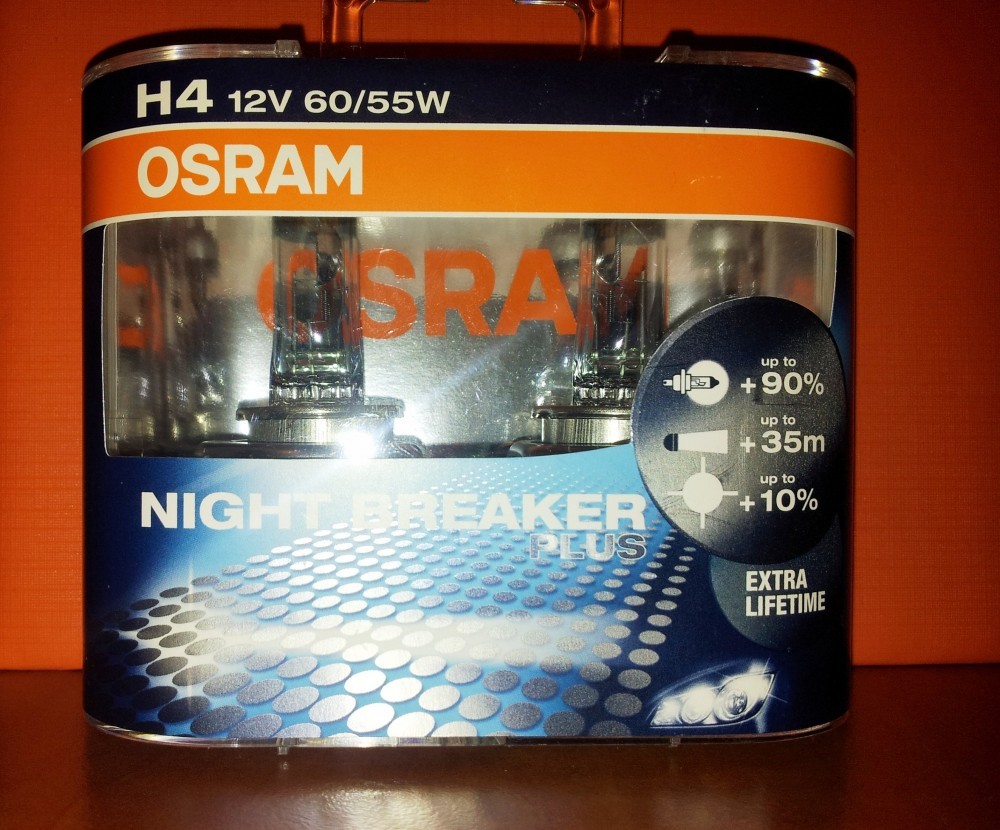 H4 12V 60/55W
OSRAM
OSRAM
up to
+90%
up to
+35m
up to
+10%
NIGHT BREAKER
PLUS
EXTRA
LIFETIME